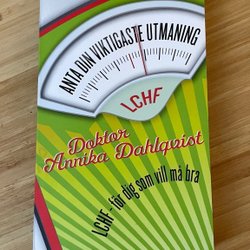 ANTA DIN VIKTIGASTE UTMANING
LCHF
Doktor
Annika Dahlqvist
LCHF - för dig som vill må bra